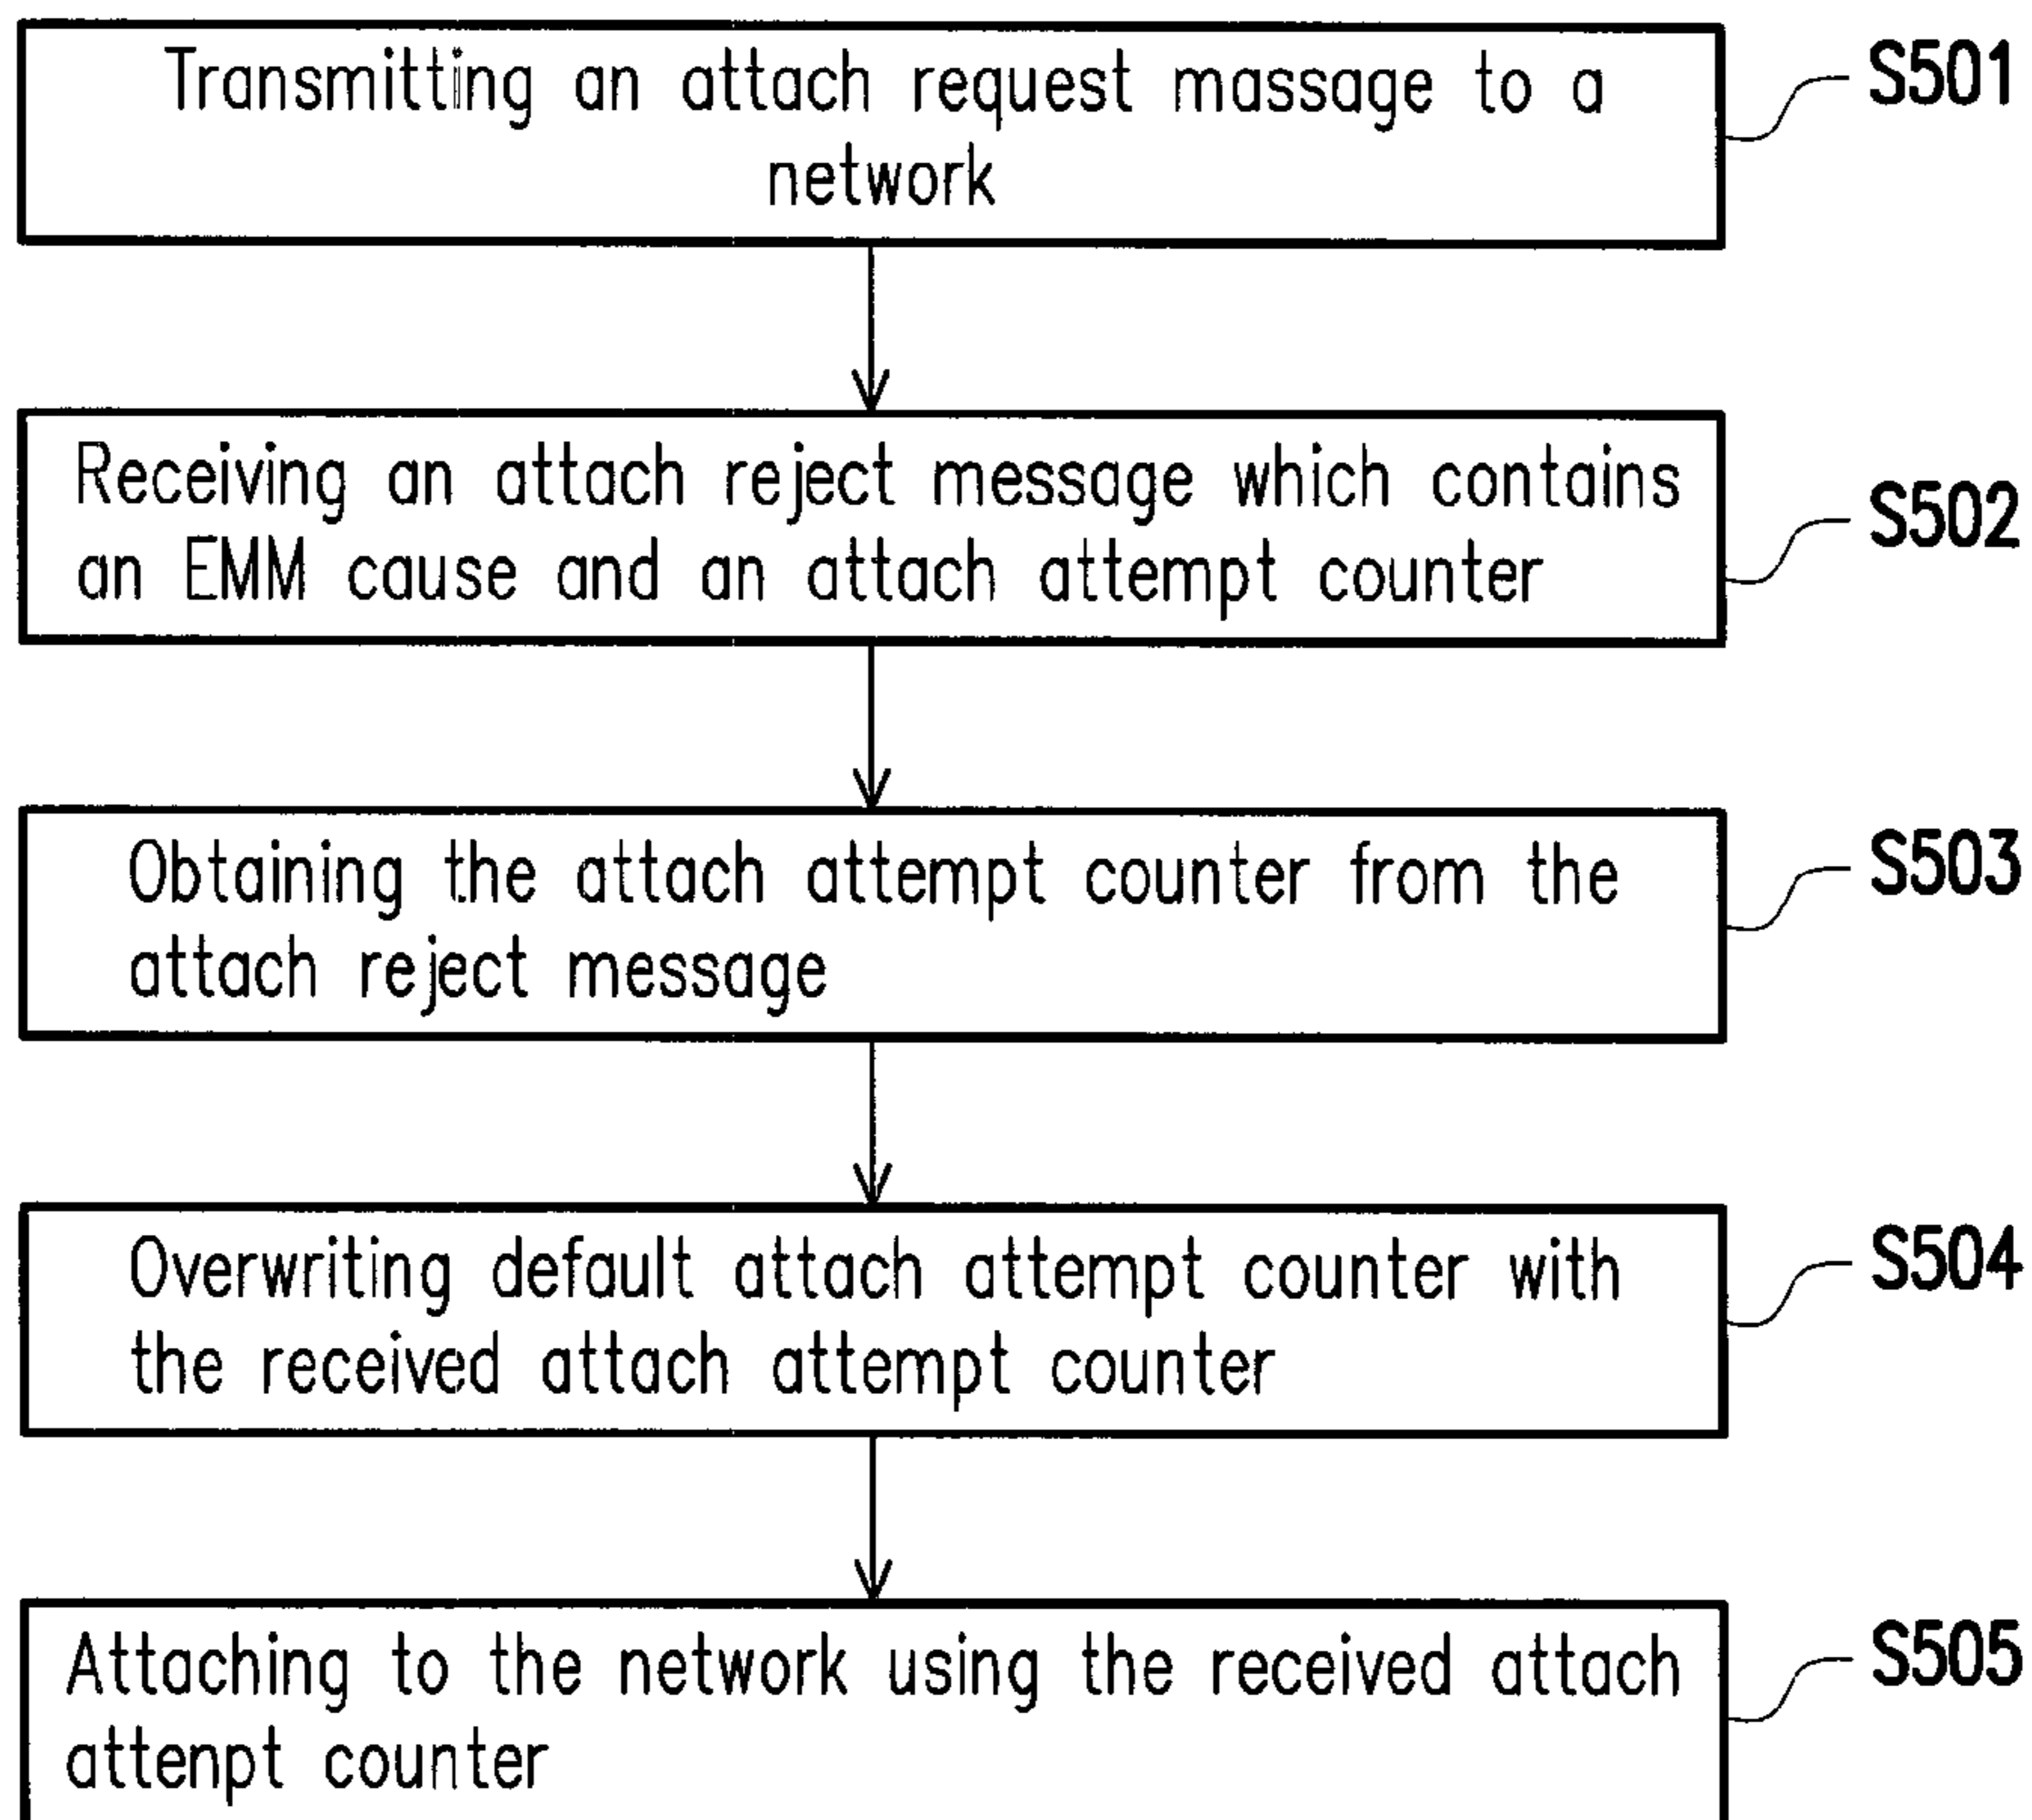 Transmitting an attach request massage to a
network
S501
Receiving an attach reject message which contains
an EMM cause and an attach attempt counter
S502
Obtaining the attach attempt counter from the
attach reject message
S503
Overwriting default attach attempt counter with
the received attach attempt counter
S504
Attaching to the network using the received attach
attenpt counter
S505